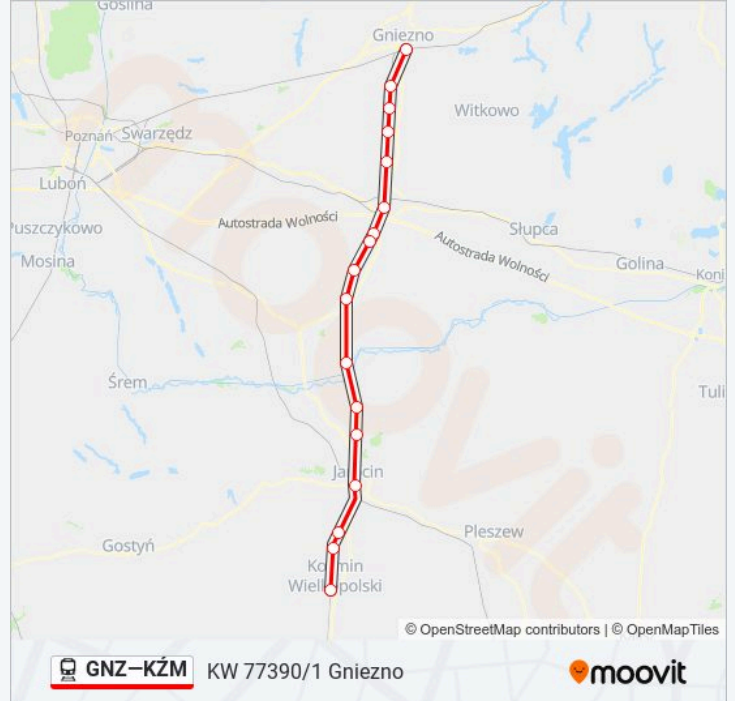 Goślina
Gniezno
Witkowo
Poznań
Swarzędz
Luboń
Autostrada Wolności
Puszczykowo
Słupca
Mosina
Autostrada Wolności
Golina
Koni
Śrem
Tuli
Jarocin
Pleszew
Gostyń
Koźmin
Wielkopolski
© OpenStreetMap contributors | © OpenMapTiles
GNZ—KŹM KW 77390/1 Gniezno
moovit